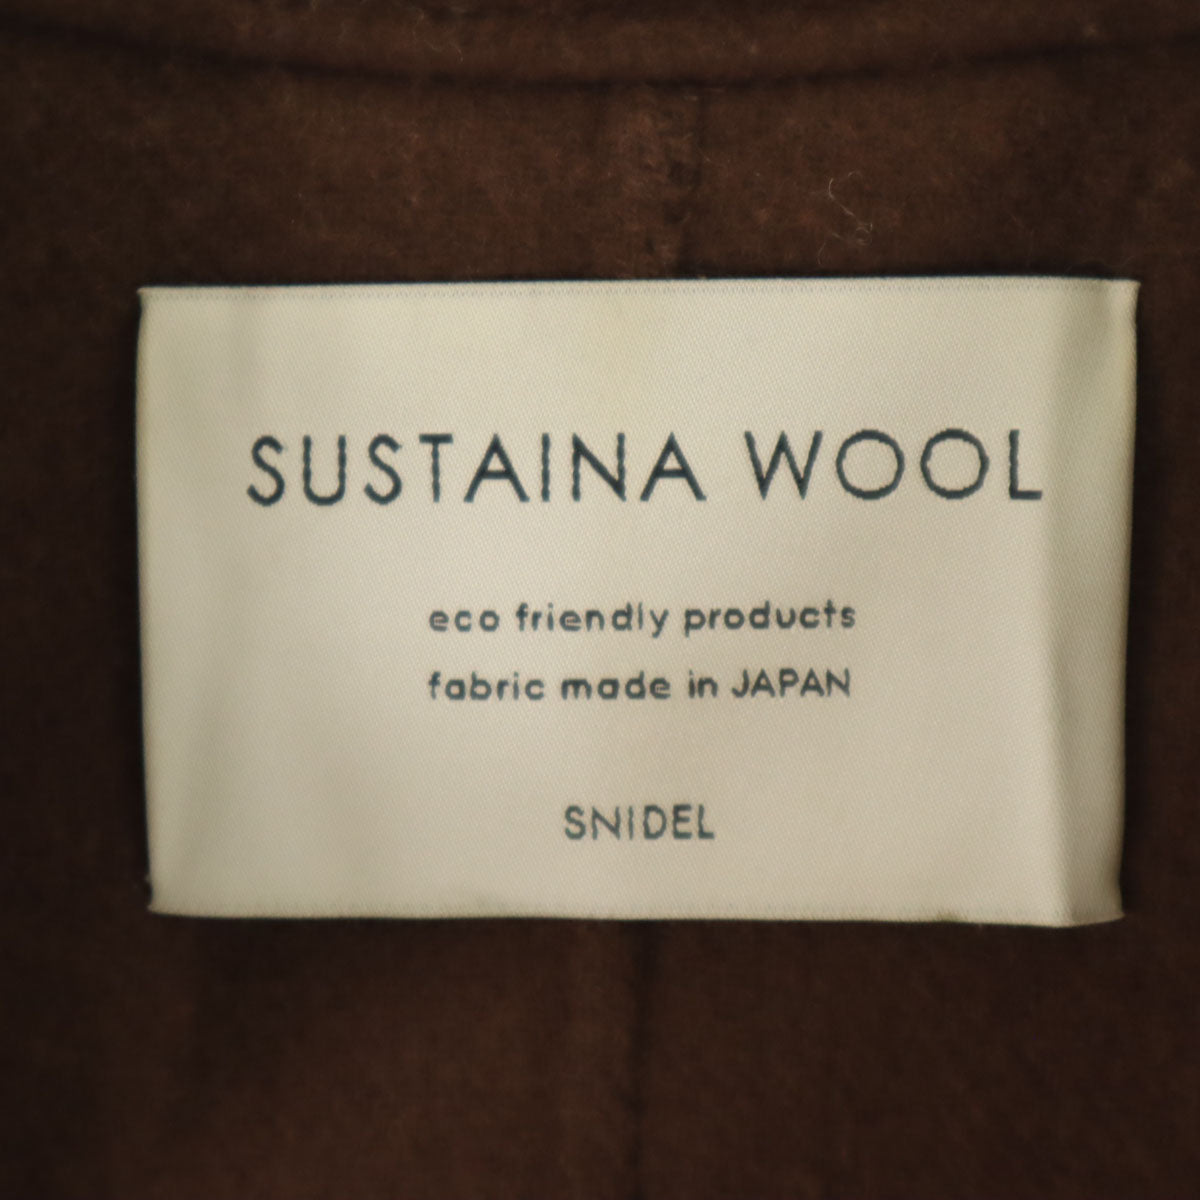 SUSTAINA WOOL
eco friendly products
fabric made in JAPAN
SNIDEL